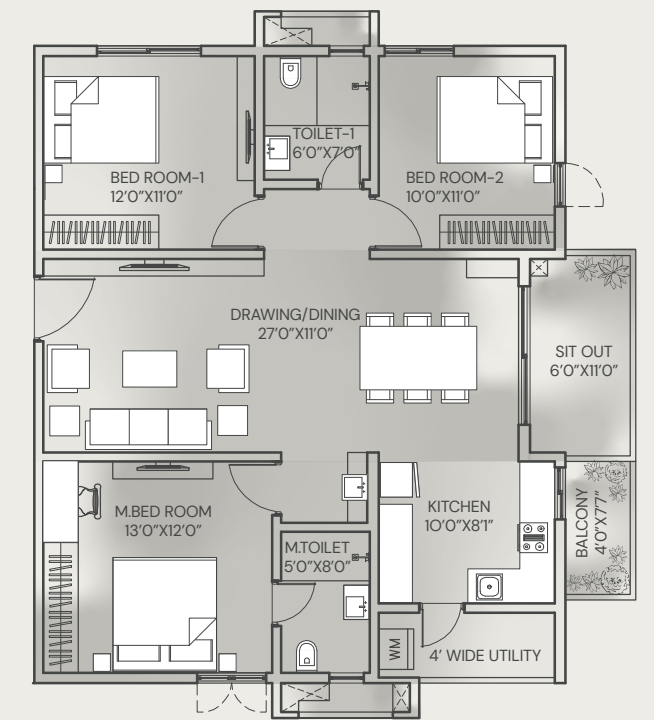 TOILET-1
6'0"X7'0"
BED ROOM-1
12'0"X11'0"
BED ROOM-2
10'0"X11'0"
DRAWING/DINING
27'0"X11'0"
SIT OUT
6'0"X11'0"
M.BED ROOM
13'0"X12'0"
KITCHEN
10'0"X8'1"
BALCONY
4'0"X7'7"
M.TOILET
5'0"X8'0"
WM
4' WIDE UTILITY